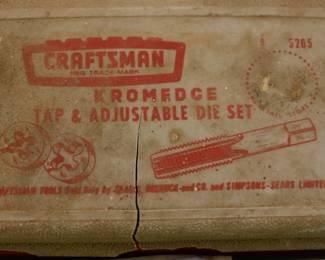 CRAFTSMAN
REG. TRADE-MARK
5205
KROMEDGE
TAP & ADJUSTABLE DIE SET
CRAFTSMAN TOOLS Sold Only by SEARS, ROEBUCK and CO. and SIMPSONS-SEARS LIMITED